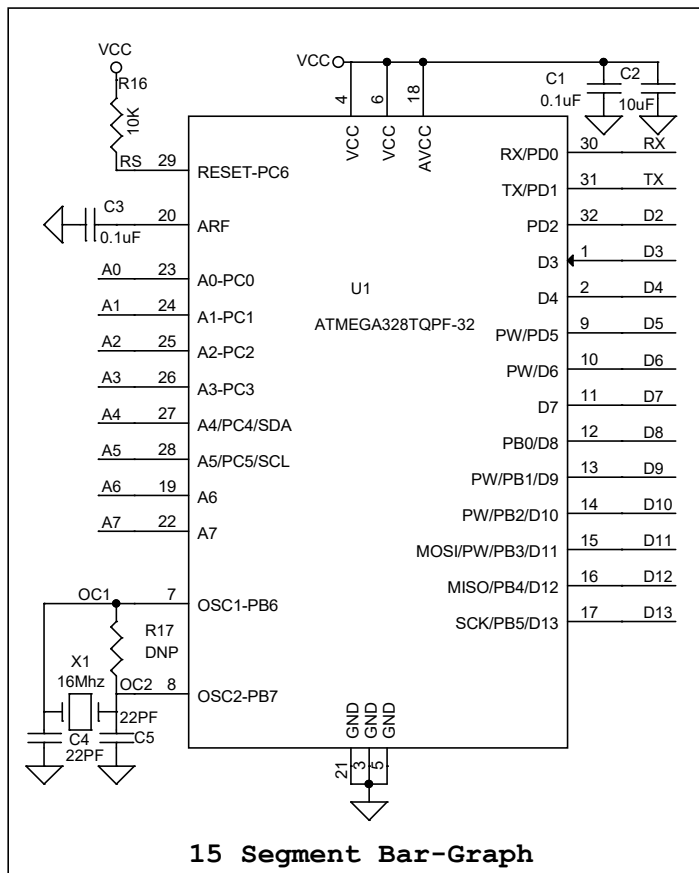 VCC
R16
10K
RS
29
RESET-PC6
C3
0.1uF
20
ARF
A0
23
A0-PC0
A1
24
A1-PC1
A2
25
A2-PC2
A3
26
A3-PC3
A4
27
A4/PC4/SDA
A5
28
A5/PC5/SCL
A6
19
A6
A7
22
A7
OC1
7
OSC1-PB6
R17
DNP
X1
16Mhz
OC2
8
OSC2-PB7
22PF
C4
C5
22PF
VCC
4
6
18
VCC
VCC
AVCC
C1
0.1uF
C2
10uF
U1
ATMEGA328TQPF-32
RX/PD0
30
RX
TX/PD1
31
TX
PD2
32
D2
D3
1
D3
D4
2
D4
PW/PD5
9
D5
PW/D6
10
D6
D7
11
D7
PB0/D8
12
D8
PW/PB1/D9
13
D9
PW/PB2/D10
14
D10
MOSI/PW/PB3/D11
15
D11
MISO/PB4/D12
16
D12
SCK/PB5/D13
17
D13
GND
GND
GND
21
3
5
15 Segment Bar-Graph